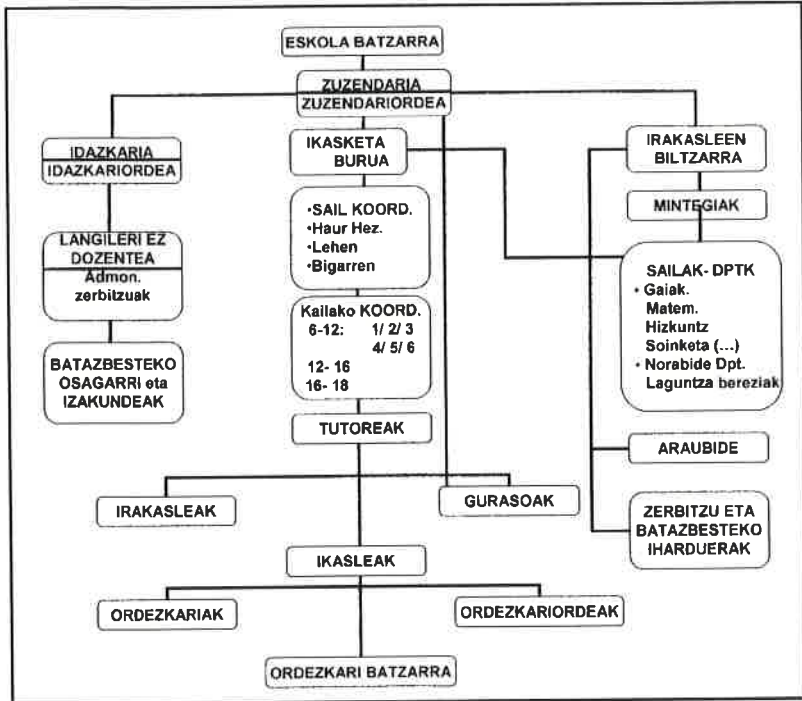 ESKOLA BATZARRA
ZUZENDARIA
ZUZENDARIORDEA
IDAZKARIA
IDAZKARIORDEA
IKASKETA
BURUA
IRAKASLEEN
BILTZARRA
MINTEGIAK
•SAIL KOORD.
•Haur Hez.
•Lehen
•Bigarren
LANGILERI EZ
DOZENTEA
Admon.
zerbitzuak
SAILAK- DPTK
• Gaiak.
Matem.
Hizkuntz
Soinketa (...)
• Norabide Dpt.
Laguntza bereziak
Kailako KOORD.
6-12: 1/ 2/ 3
4/ 5/ 6
12- 16
16- 18
BATAZBESTEKO
OSAGARRI eta
IZAKUNDEAK
TUTOREAK
ARAUBIDE
IRAKASLEAK
GURASOAK
ZERBITZU ETA
BATAZBESTEKO
IHARDUERAK
IKASLEAK
ORDEZKARIAK
ORDEZKARIORDEAK
ORDEZKARI BATZARRA